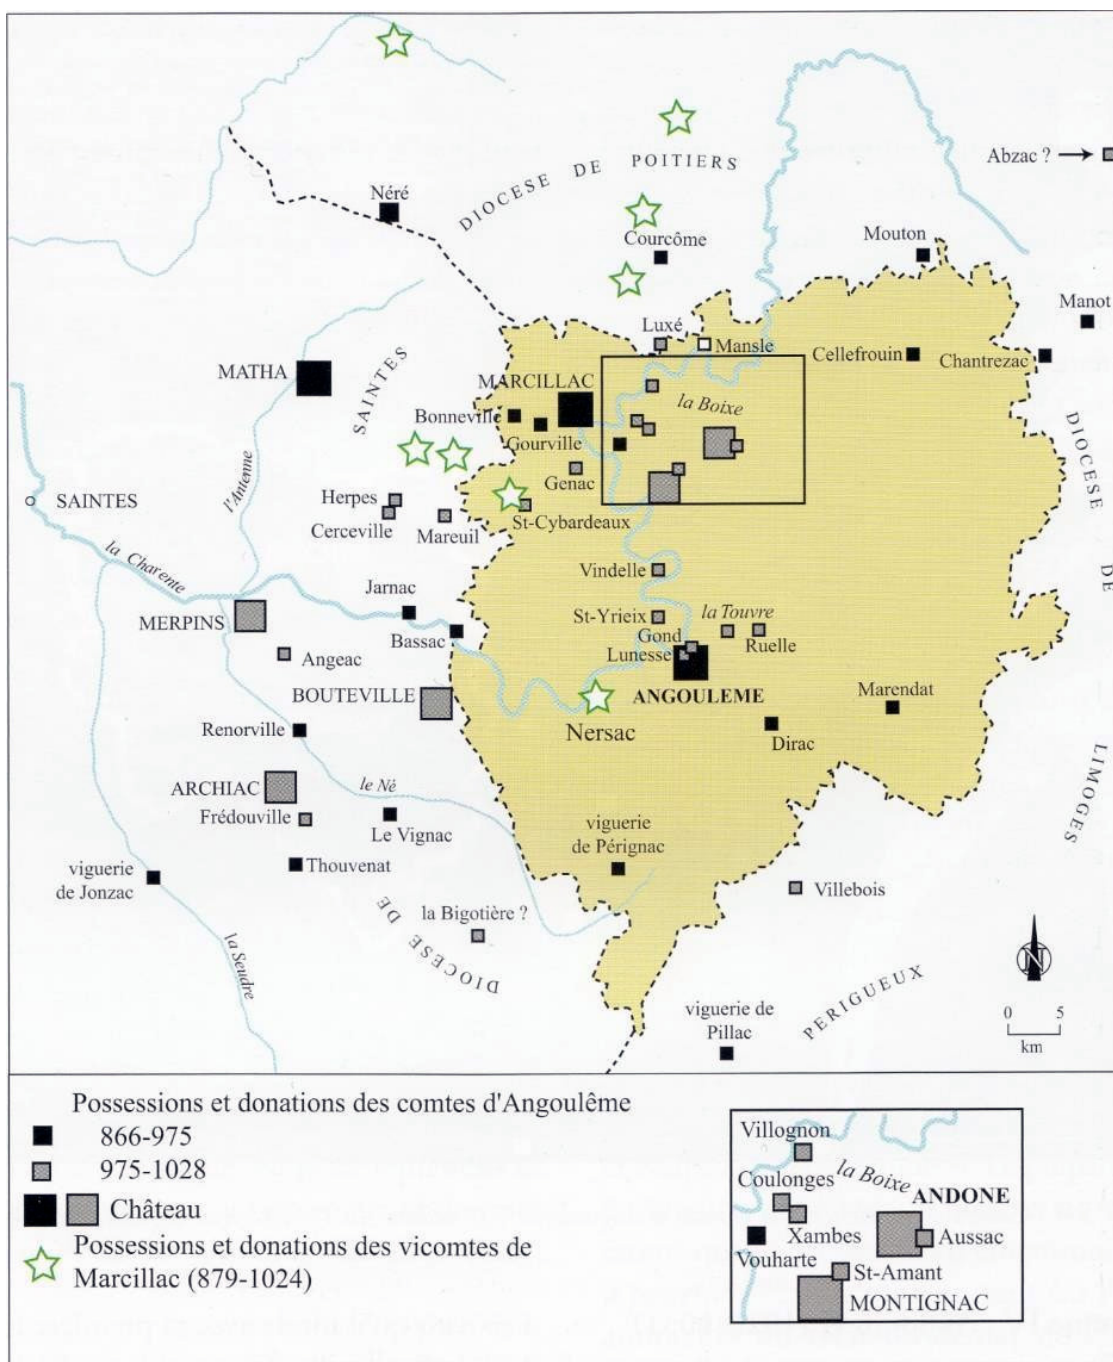 DIOCESE DE POITIERS
Abzac ?
Néré
Courcôme
Mouton
Manot
Luxé
Mansle
Cellefrouin
Chantrezac
MATHA
SAINTES
MARCILLAC
la Boixe
Bonneville
Gourville
DIOCESE DE LIMOGES
l'Antenne
Genac
SAINTES
Herpes
St-Cybardeaux
Cerceville
Mareuil
la Charente
Vindelle
Jarnac
St-Yrieix
la Touvre
MERPINS
Gond
Bassac
Lunesse
Ruelle
Angeac
BOUTEVILLE
ANGOULEME
Marendat
Renorville
Nersac
Dirac
ARCHIAC
le Né
Frédouville
Le Vignac
viguerie
de Pérignac
viguerie
de Jonzac
Thouvenat
Villebois
la Bigotière ?
DIOCESE DE
la Seudre
N
PERIGUEUX
viguerie de
Pillac
0 5
km
Possessions et donations des comtes d'Angoulême
866-975
975-1028
Château
Possessions et donations des vicomtes de
Marcillac (879-1024)
Villognon
Coulonges
la Boixe
ANDONE
Xambes
Aussac
Vouharte
St-Amant
MONTIGNAC